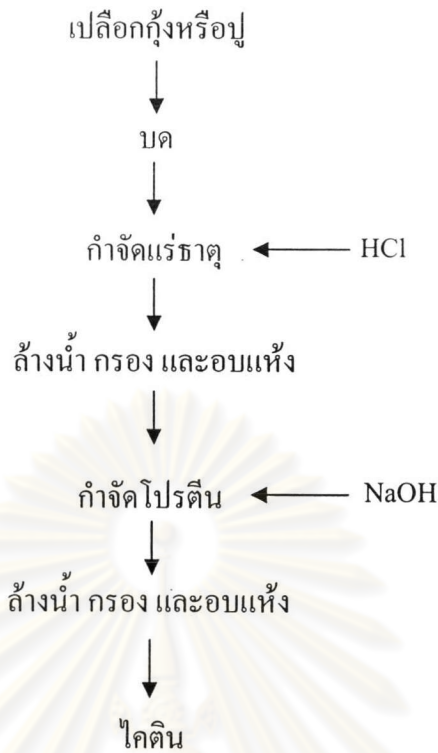 เปลือกกุ้งหรือปู
บด
กำจัดแร่ธาตุ
HCl
ล้างน้ำ กรอง และอบแห้ง
กำจัดโปรตีน
NaOH
ล้างน้ำ กรอง และอบแห้ง
ไคติน